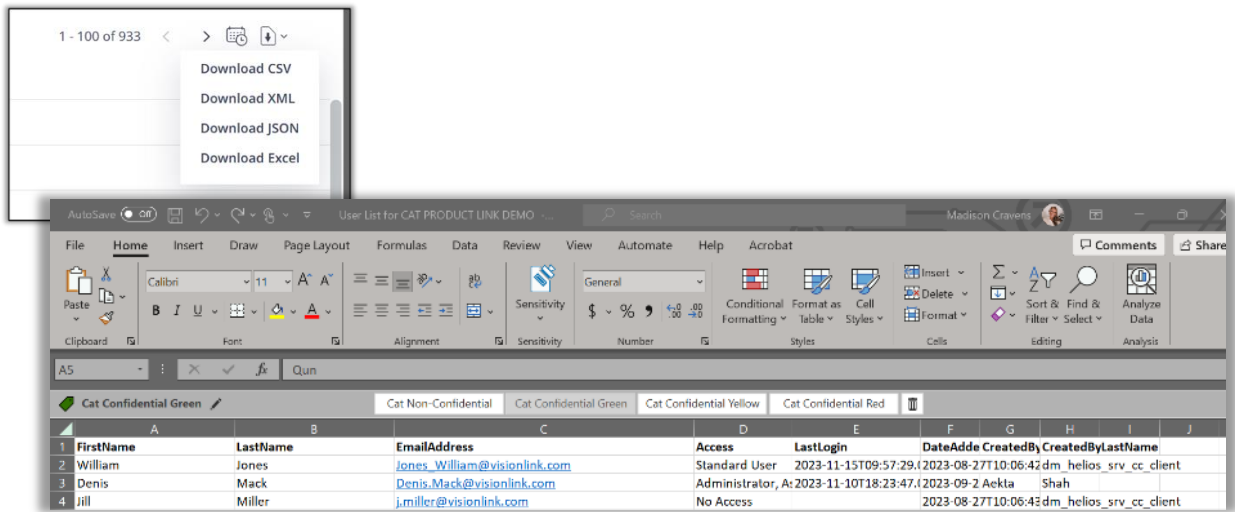 1 - 100 of 933
Download CSV
Download XML
Download JSON
Download Excel
AutoSave Off User List for CAT PRODUCT LINK DEMO -... Search Madison Cravens
File Home Insert Draw Page Layout Formulas Data Review View Automate Help Acrobat Comments Share
Paste Calibri 11 A A B I U A ab General $ % 9 Sensitivity Conditional Formatting Format as Table Cell Styles Insert Delete Format Sort & Filter Find & Select Analyze Data
Clipboard Font Alignment Sensitivity Number Styles Cells Editing Analysis
A5 fx Qun
Cat Confidential Green Cat Non-Confidential Cat Confidential Green Cat Confidential Yellow Cat Confidential Red
A B C D E F G H I J
1 FirstName LastName EmailAddress Access LastLogin DateAdde CreatedBy CreatedByLastName
2 William Jones Jones_William@visionlink.com Standard User 2023-11-15T09:57:29.0 2023-08-27T10:06:42 dm_helios_srv_cc_client
3 Denis Mack Denis.Mack@visionlink.com Administrator, A 2023-11-10T18:23:47.0 2023-09-2 Aekta Shah
4 Jill Miller j.miller@visionlink.com No Access 2023-08-27T10:06:43 dm_helios_srv_cc_client